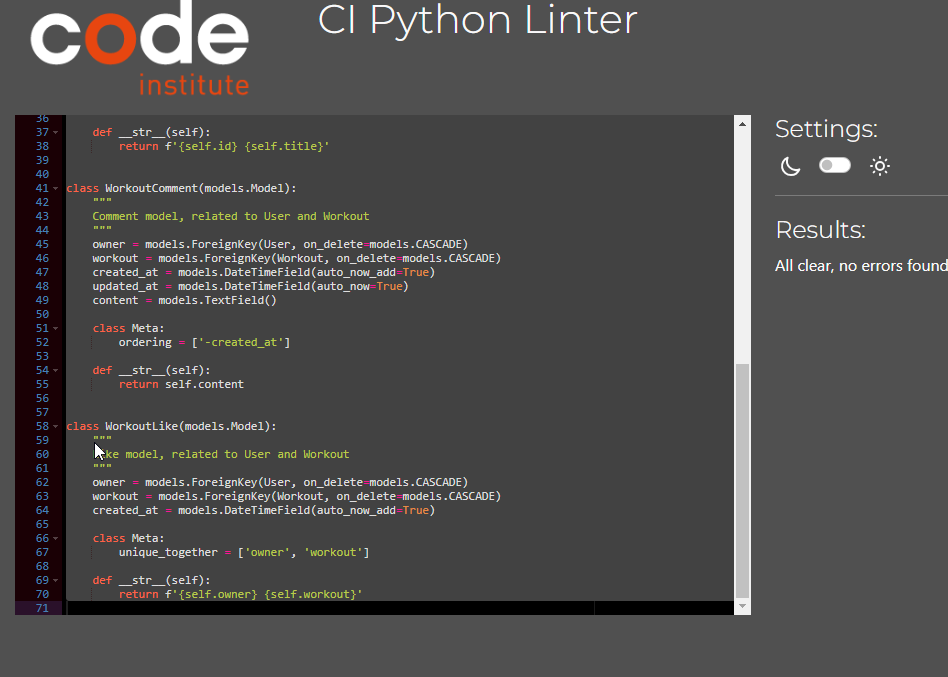 code
institute
CI Python Linter
36
37 def __str__(self):
38 return f'{self.id} {self.title}'
39
40
41 class WorkoutComment(models.Model):
42 """
43 Comment model, related to User and Workout
44 """
45 owner = models.ForeignKey(User, on_delete=models.CASCADE)
46 workout = models.ForeignKey(Workout, on_delete=models.CASCADE)
47 created_at = models.DateTimeField(auto_now_add=True)
48 updated_at = models.DateTimeField(auto_now=True)
49 content = models.TextField()
50
51 class Meta:
52 ordering = ['-created_at']
53
54 def __str__(self):
55 return self.content
56
57
58 class WorkoutLike(models.Model):
59 """
60 ke model, related to User and Workout
61 """
62 owner = models.ForeignKey(User, on_delete=models.CASCADE)
63 workout = models.ForeignKey(Workout, on_delete=models.CASCADE)
64 created_at = models.DateTimeField(auto_now_add=True)
65
66 class Meta:
67 unique_together = ['owner', 'workout']
68
69 def __str__(self):
70 return f'{self.owner} {self.workout}'
71
Settings:
Results:
All clear, no errors found